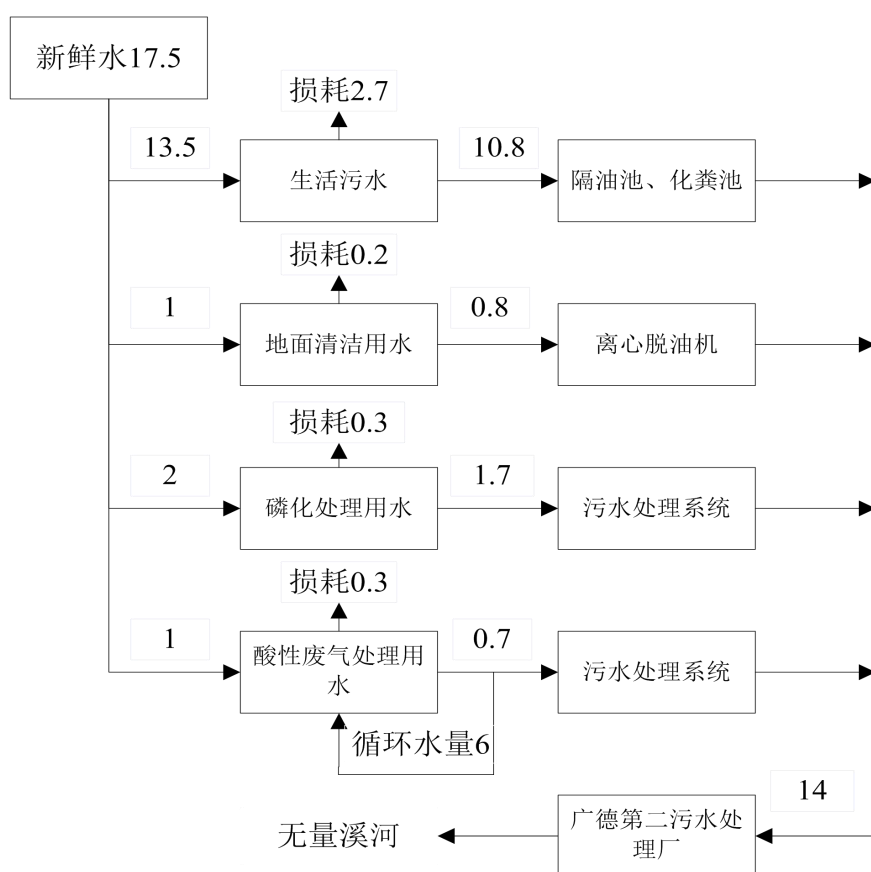 新鲜水17.5
损耗2.7
13.5
生活污水
10.8
隔油池、化粪池
损耗0.2
1
地面清洁用水
0.8
离心脱油机
损耗0.3
2
磷化处理用水
1.7
污水处理系统
损耗0.3
1
酸性废气处理用
水
0.7
污水处理系统
循环水量6
14
广德第二污水处
理厂
无量溪河